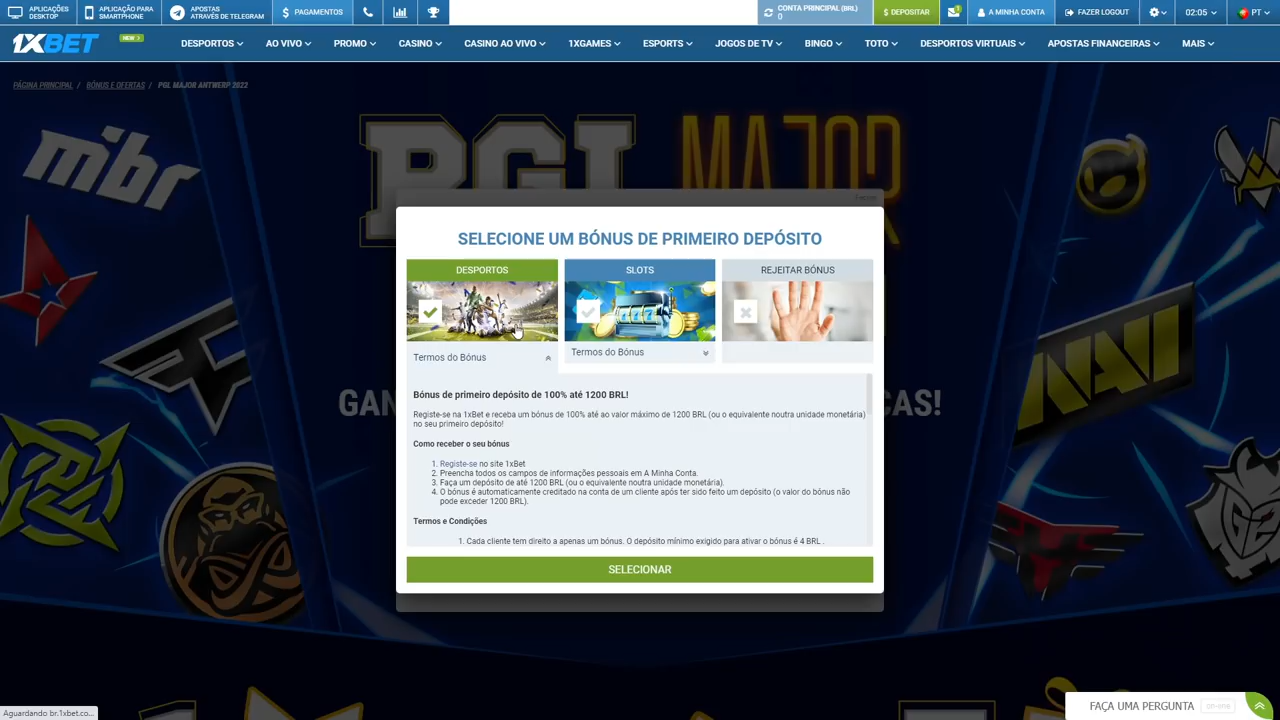 APLICAÇÕES DESKTOP
APLICAÇÃO PARA SMARTPHONE
APOSTAS ATRAVÉS DE TELEGRAM
$ PAGAMENTOS
CONTA PRINCIPAL (BRL) 0
$ DEPOSITAR
A MINHA CONTA
FAZER LOGOUT
02:05
PT
1XBET
NEW
DESPORTOS
AO VIVO
PROMO
CASINO
CASINO AO VIVO
1XGAMES
ESPORTS
JOGOS DE TV
BINGO
TOTO
DESPORTOS VIRTUAIS
APOSTAS FINANCEIRAS
MAIS
PÁGINA PRINCIPAL / BÓNUS E OFERTAS / PGL MAJOR ANTWERP 2022
mibr
PGL MAJOR
Fechar
SELECIONE UM BÓNUS DE PRIMEIRO DEPÓSITO
DESPORTOS
SLOTS
REJEITAR BÓNUS
Termos do Bónus
Termos do Bónus
NAVI
Bónus de primeiro depósito de 100% até 1200 BRL!
Registe-se na 1xBet e receba um bónus de 100% até ao valor máximo de 1200 BRL (ou o equivalente noutra unidade monetária)
no seu primeiro depósito!
Como receber o seu bónus
1. Registe-se no site 1xBet
2. Preencha todos os campos de informações pessoais em A Minha Conta.
3. Faça um depósito de até 1200 BRL (ou o equivalente noutra unidade monetária).
4. O bónus é automaticamente creditado na conta de um cliente após ter sido feito um depósito (o valor do bónus não
pode exceder 1200 BRL).
Termos e Condições
1. Cada cliente tem direito a apenas um bónus. O depósito mínimo exigido para ativar o bónus é 4 BRL .
SELECIONAR
FAÇA UMA PERGUNTA
on-line
Aguardando br.1xbet.co...